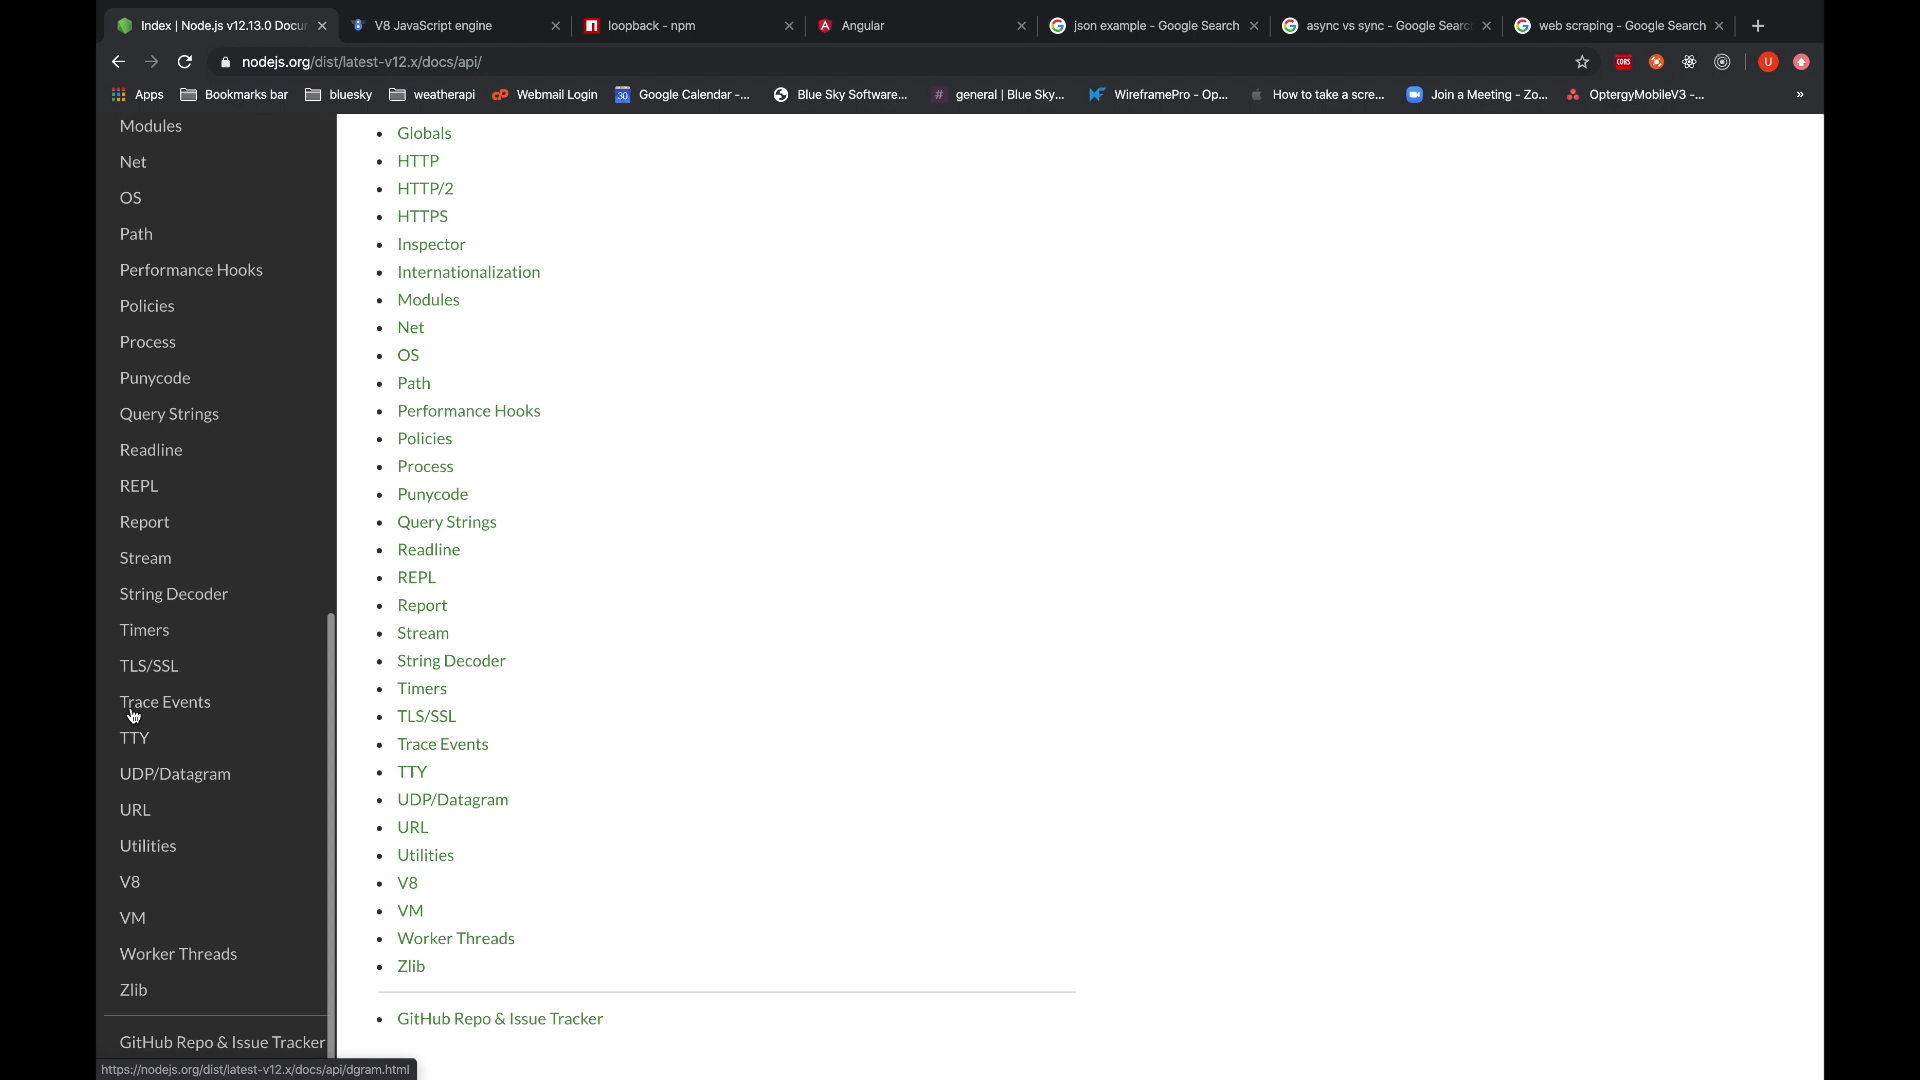 Index | Node.js v12.13.0 Docu
V8 JavaScript engine
loopback - npm
Angular
json example - Google Search
async vs sync - Google Searc
web scraping - Google Search
nodejs.org/dist/latest-v12.x/docs/api/
CORS
U
Apps
Bookmarks bar
bluesky
weatherapi
Webmail Login
30
Google Calendar -...
Blue Sky Software...
# general | Blue Sky...
WireframePro - Op...
How to take a scre...
Join a Meeting - Zo...
OptergyMobileV3 -...
»
Modules
Net
OS
Path
Performance Hooks
Policies
Process
Punycode
Query Strings
Readline
REPL
Report
Stream
String Decoder
Timers
TLS/SSL
Trace Events
TTY
UDP/Datagram
URL
Utilities
V8
VM
Worker Threads
Zlib
GitHub Repo & Issue Tracker
Globals
HTTP
HTTP/2
HTTPS
Inspector
Internationalization
Modules
Net
OS
Path
Performance Hooks
Policies
Process
Punycode
Query Strings
Readline
REPL
Report
Stream
String Decoder
Timers
TLS/SSL
Trace Events
TTY
UDP/Datagram
URL
Utilities
V8
VM
Worker Threads
Zlib
GitHub Repo & Issue Tracker
https://nodejs.org/dist/latest-v12.x/docs/api/dgram.html